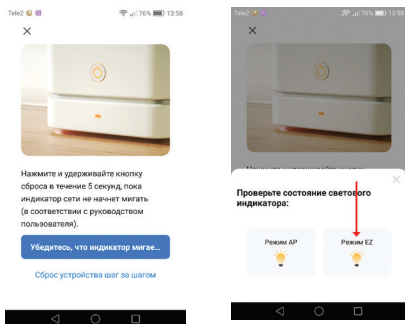 Tele2
76% 13:58
Нажмите и удерживайте кнопку
сброса в течение 5 секунд, пока
индикатор сети не начнет мигать
(в соответствии с руководством
пользователя).
Убедитесь, что индикатор мигае...
Сброс устройства шаг за шагом
Tele2
76% 13:58
Проверьте состояние светового
индикатора:
Режим AP
Режим EZ